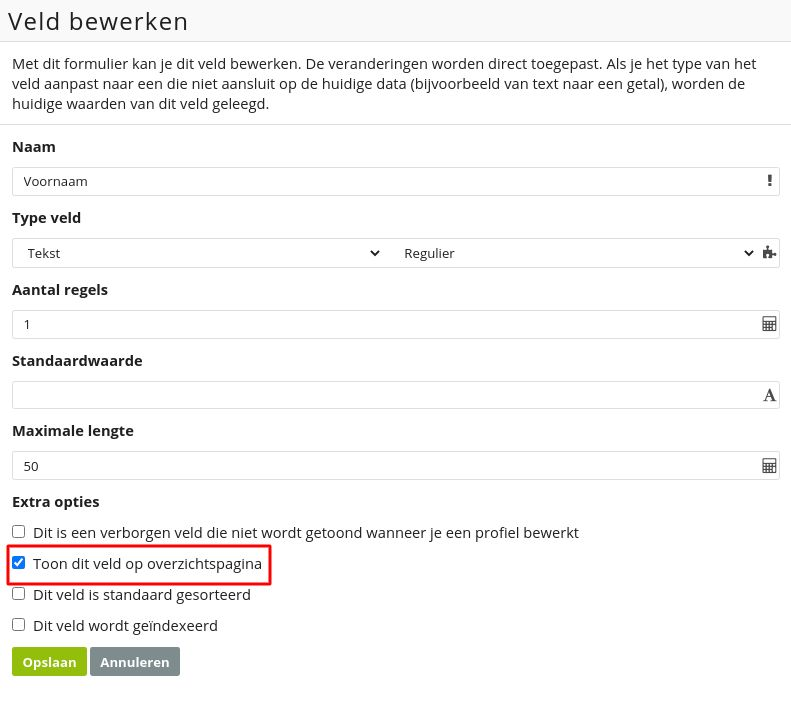 Veld bewerken
Met dit formulier kan je dit veld bewerken. De veranderingen worden direct toegepast. Als je het type van het
veld aanpast naar een die niet aansluit op de huidige data (bijvoorbeeld van text naar een getal), worden de
huidige waarden van dit veld geleegd.
Naam
Voornaam
Type veld
Tekst Regulier
Aantal regels
1
Standaardwaarde
Maximale lengte
50
Extra opties
Dit is een verborgen veld die niet wordt getoond wanneer je een profiel bewerkt
Toon dit veld op overzichtspagina
Dit veld is standaard gesorteerd
Dit veld wordt geïndexeerd
Opslaan Annuleren